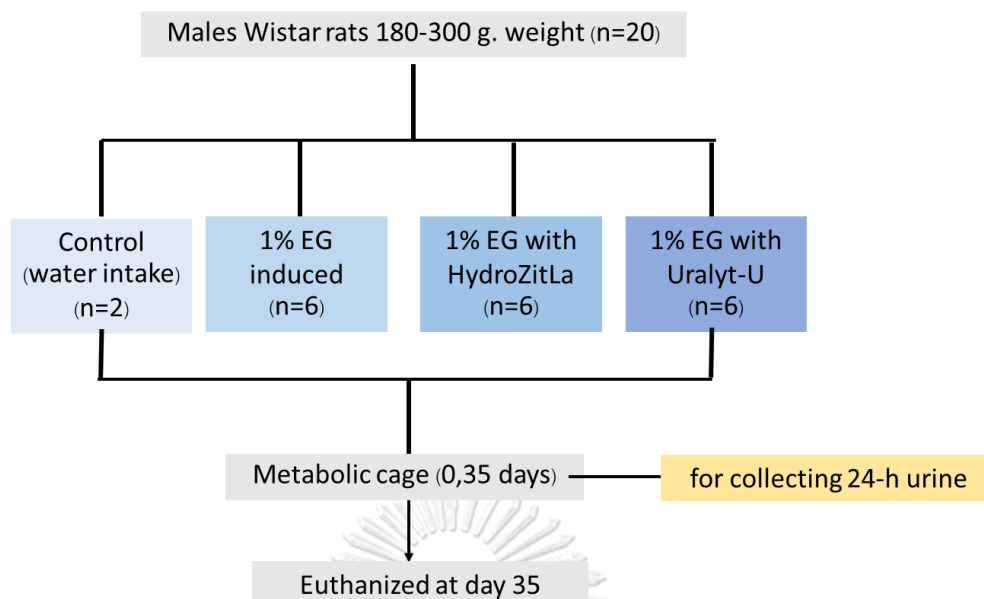 Males Wistar rats 180-300 g. weight (n=20)
Control
(water intake)
(n=2)
1% EG
induced
(n=6)
1% EG with
HydroZitLa
(n=6)
1% EG with
Uralyt-U
(n=6)
Metabolic cage (0,35 days)
for collecting 24-h urine
Euthanized at day 35